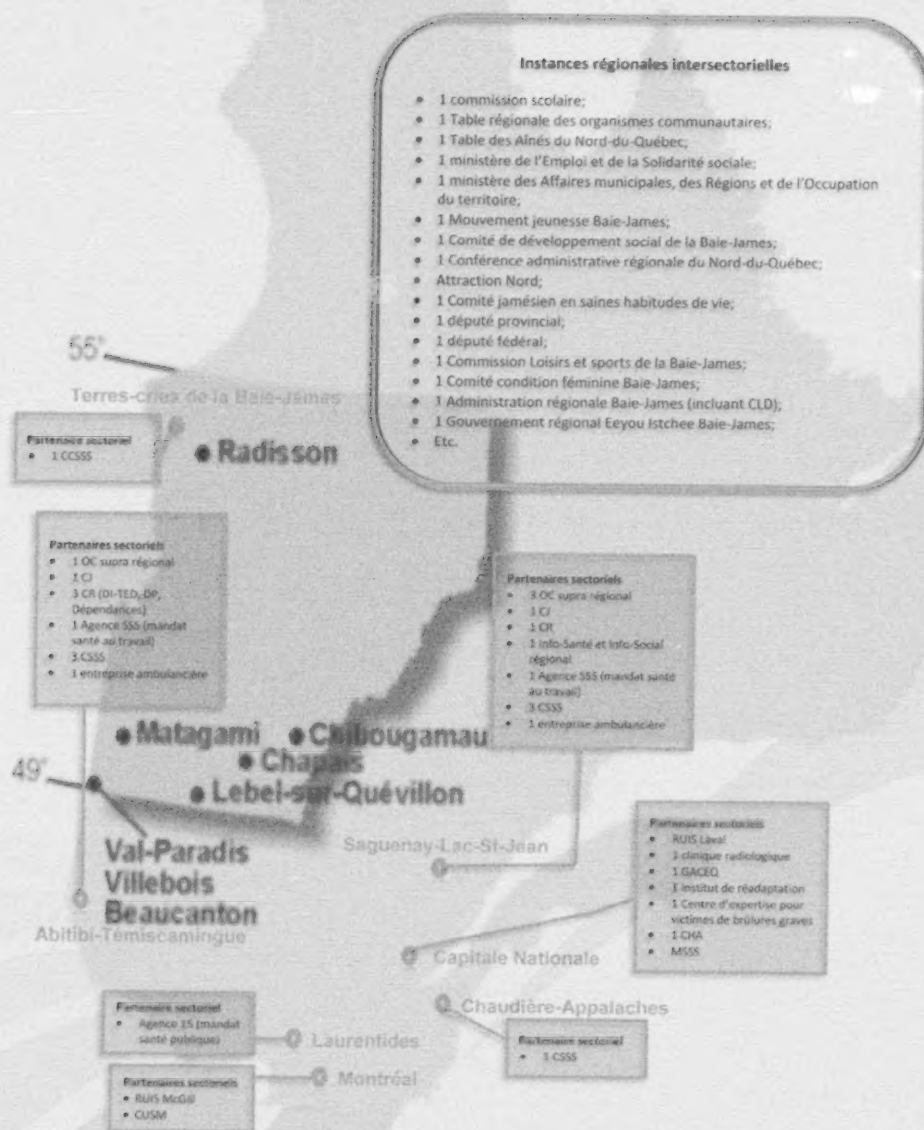 Instances régionales intersectorielles
• 1 commission scolaire;
• 1 Table régionale des organismes communautaires;
• 1 Table des Aînés du Nord-du-Québec;
• 1 ministère de l'Emploi et de la Solidarité sociale;
• 1 ministère des Affaires municipales, des Régions et de l'Occupation
du territoire;
• 1 Mouvement jeunesse Baie-James;
• 1 Comité de développement social de la Baie-James;
• 1 Conférence administrative régionale du Nord-du-Québec;
• Attraction Nord;
• 1 Comité jamésien en saines habitudes de vie;
• 1 député provincial;
• 1 député fédéral;
• 1 Commission Loisirs et sports de la Baie-James;
• 1 Comité condition féminine Baie-James;
• 1 Administration régionale Baie-James (incluant CLD);
• 1 Gouvernement régional Eeyou Istchee Baie-James;
• Etc.
55°
Terres-cries de la Baie-James
Partenaire sectoriel
• 1 CCSSS
• Radisson
Partenaires sectoriels
• 1 OC supra régional
• 1 CJ
• 3 CR (DI-TED, DP,
Dépendances)
• 1 Agence SSS (mandat
santé au travail)
• 3 CSSS
• 1 entreprise ambulancière
Partenaires sectoriels
• 3 OC supra régional
• 1 CJ
• 1 CR
• 1 Info-Santé et Info-Social
régional
• 1 Agence SSS (mandat santé
au travail)
• 3 CSSS
• 1 entreprise ambulancière
• Matagami
• Chibougamau
• Chapais
49°
• Lebel-sur-Quévillon
Val-Paradis
Villebois
Beaucanton
Saguenay-Lac-St-Jean
Abitibi-Témiscamingue
Partenaires sectoriels
• RUIS Laval
• 1 clinique radiologique
• 1 GACEQ
• 1 Institut de réadaptation
• 1 Centre d'expertise pour
victimes de brûlures graves
• 1 CHA
• MSSS
Capitale Nationale
Chaudière-Appalaches
Partenaire sectoriel
• 1 CSSS
Partenaire sectoriel
• Agence 15 (mandat
santé publique)
Laurentides
Montréal
Partenaires sectoriels
• RUIS McGill
• CUSM